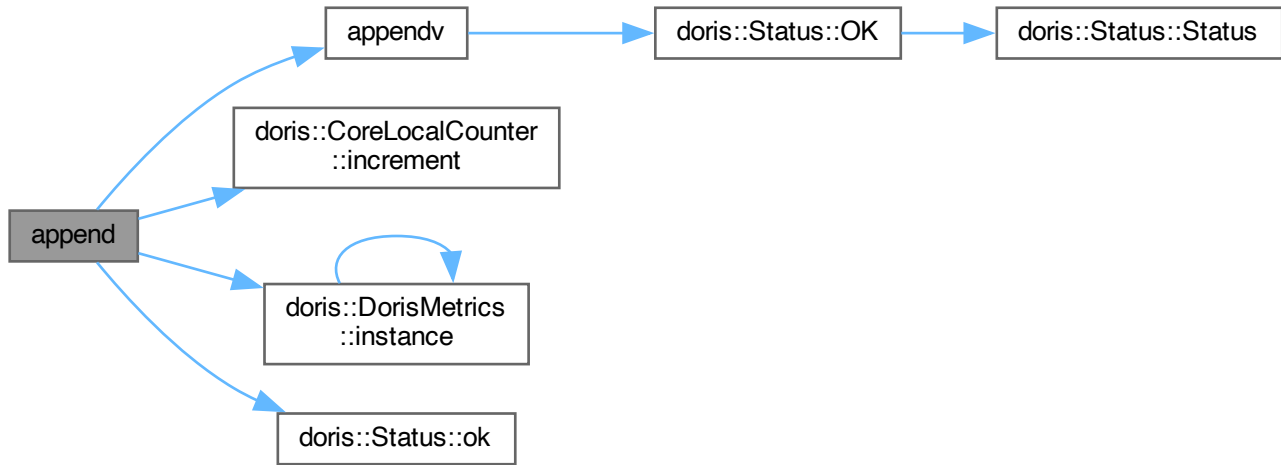 appendv
doris::Status::OK
doris::Status::Status
doris::CoreLocalCounter
::increment
append
doris::DorisMetrics
::instance
doris::Status::ok